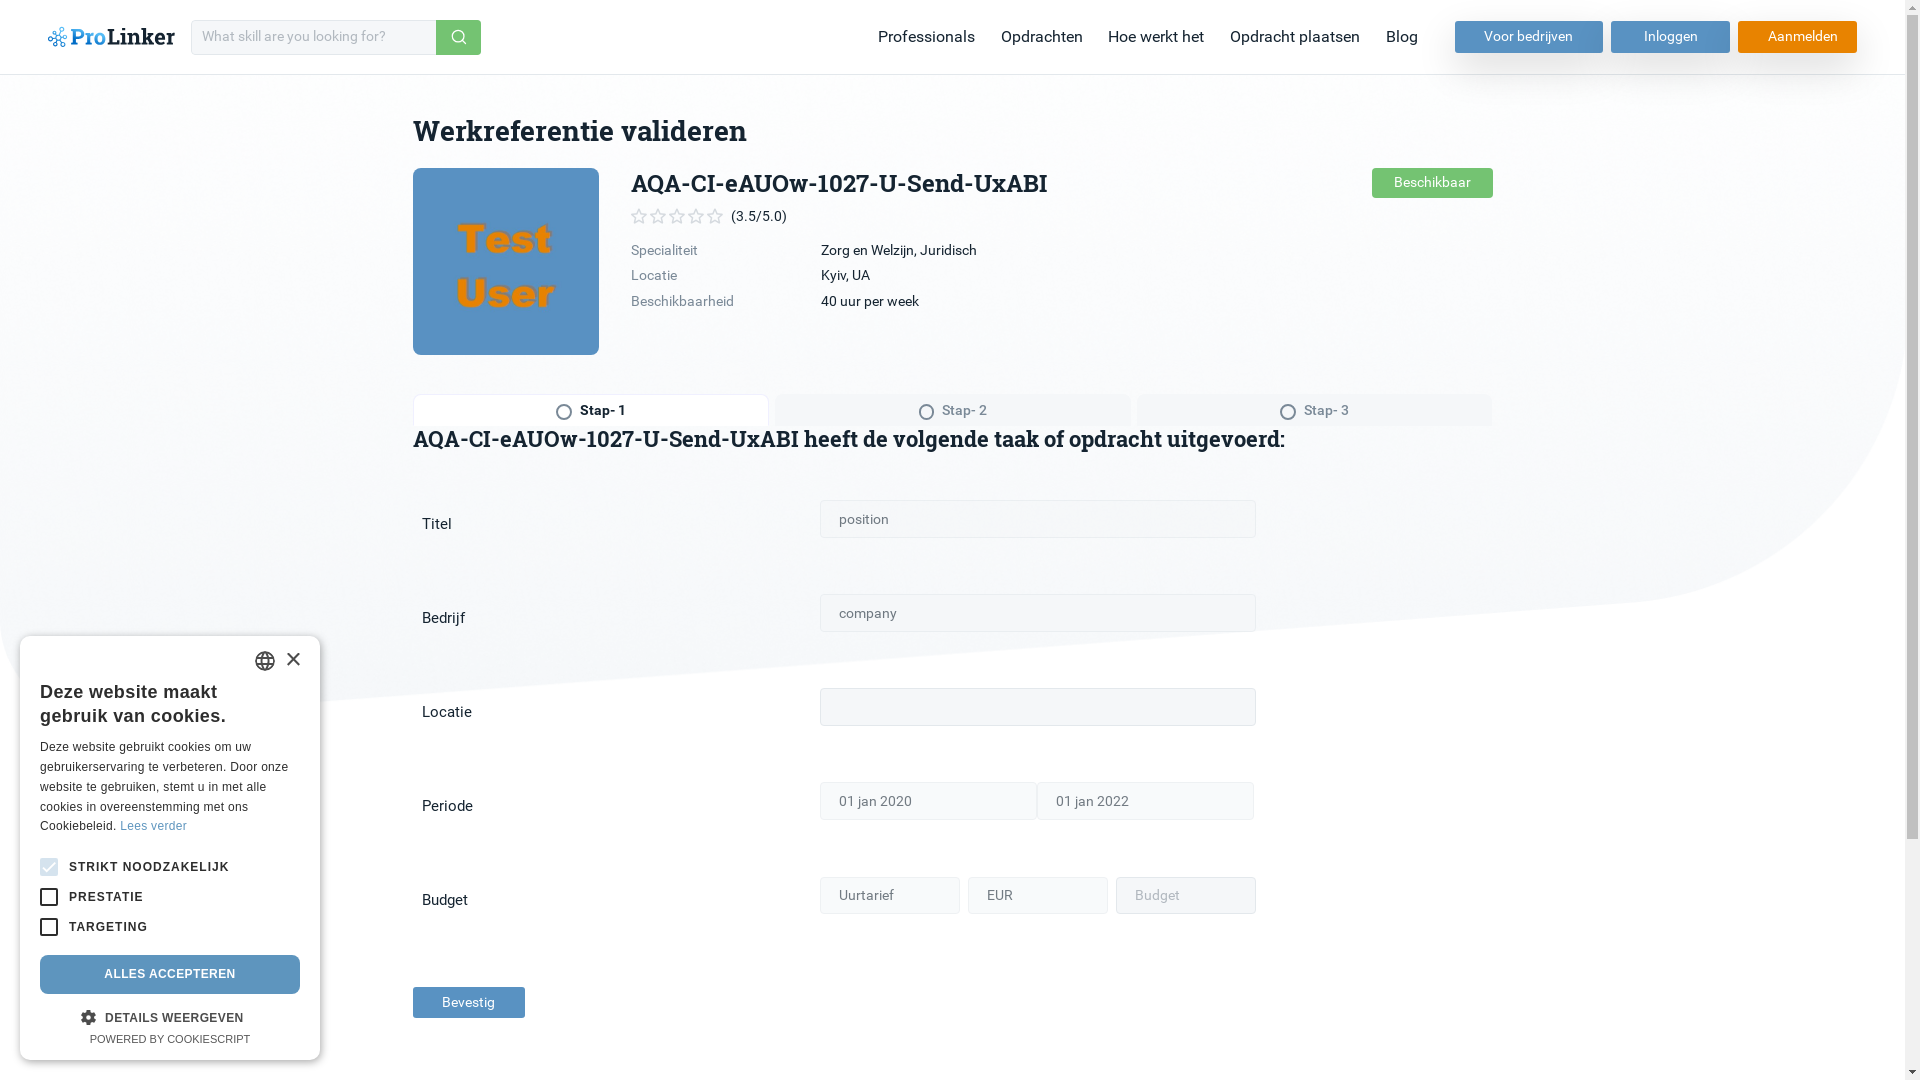 ProLinker
What skill are you looking for?
Professionals
Opdrachten
Hoe werkt het
Opdracht plaatsen
Blog
Voor bedrijven
Inloggen
Aanmelden
Werkreferentie valideren
Test
User
AQA-CI-eAUOw-1027-U-Send-UxABI
Beschikbaar
(3.5/5.0)
Specialiteit Zorg en Welzijn, Juridisch
Locatie Kyiv, UA
Beschikbaarheid 40 uur per week
Stap- 1
Stap- 2
Stap- 3
AQA-CI-eAUOw-1027-U-Send-UxABI heeft de volgende taak of opdracht uitgevoerd:
Titel position
Bedrijf company
Locatie
Periode 01 jan 2020 01 jan 2022
Budget Uurtarief EUR Budget
Bevestig
×
Deze website maakt
gebruik van cookies.
Deze website gebruikt cookies om uw
gebruikerservaring te verbeteren. Door onze
website te gebruiken, stemt u in met alle
cookies in overeenstemming met ons
Cookiebeleid. Lees verder
STRIKT NOODZAKELIJK
PRESTATIE
TARGETING
ALLES ACCEPTEREN
DETAILS WEERGEVEN
POWERED BY COOKIESCRIPT